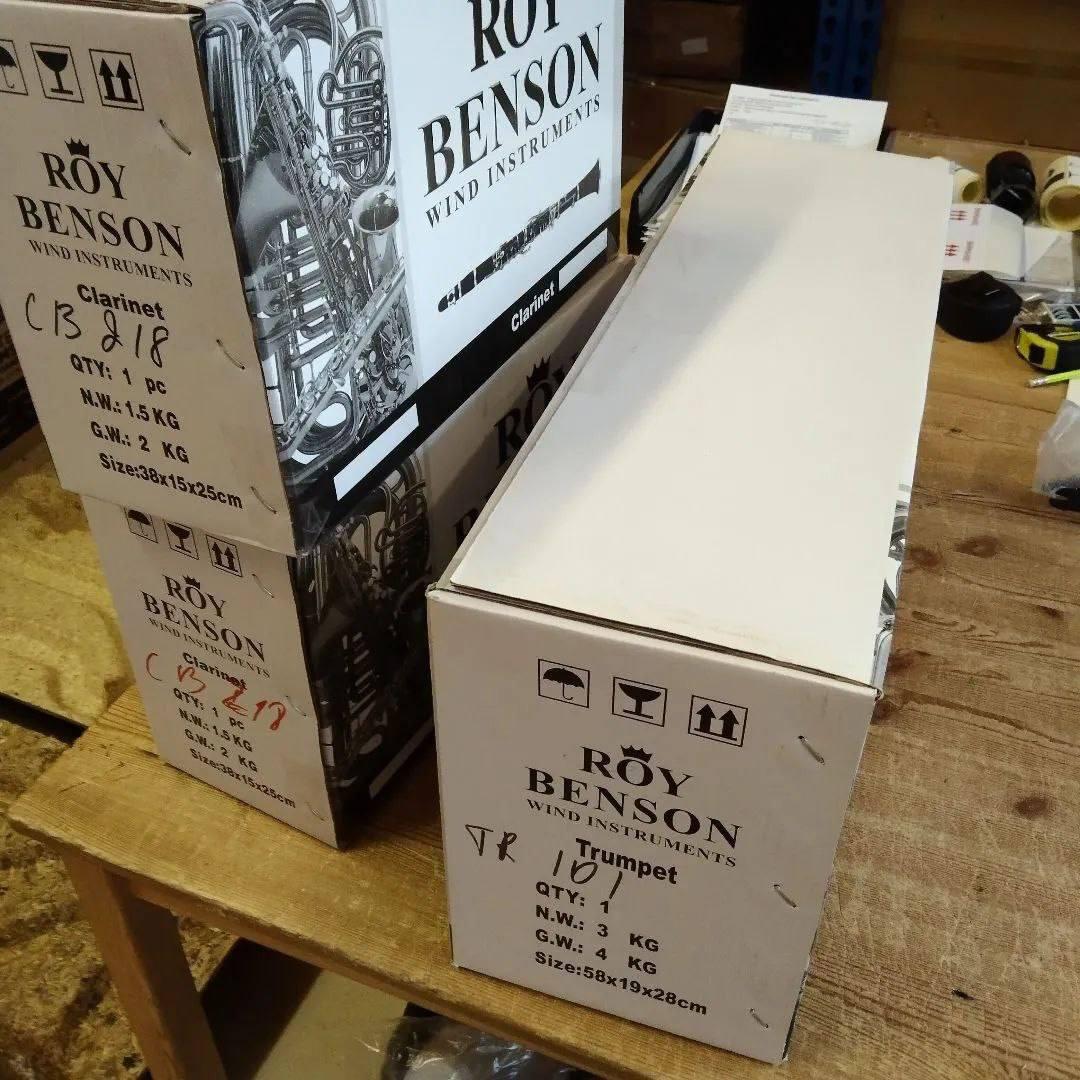 ROY
BENSON
WIND INSTRUMENTS
Clarinet
CB 218
QTY: 1 pc
N.W.: 1.5 KG
G.W.: 2 KG
Size:38x15x25cm
ROY
BENSON
WIND INSTRUMENTS
Clarinet
ROY
BENSON
WIND INSTRUMENTS
Clarinet
CB 218
QTY: 1 pc
N.W.: 1.5 KG
G.W.: 2 KG
Size:38x15x25cm
ROY
ROY
BENSON
WIND INSTRUMENTS
Trumpet
TR 101
QTY: 1
N.W.: 3 KG
G.W.: 4 KG
Size:58x19x28cm